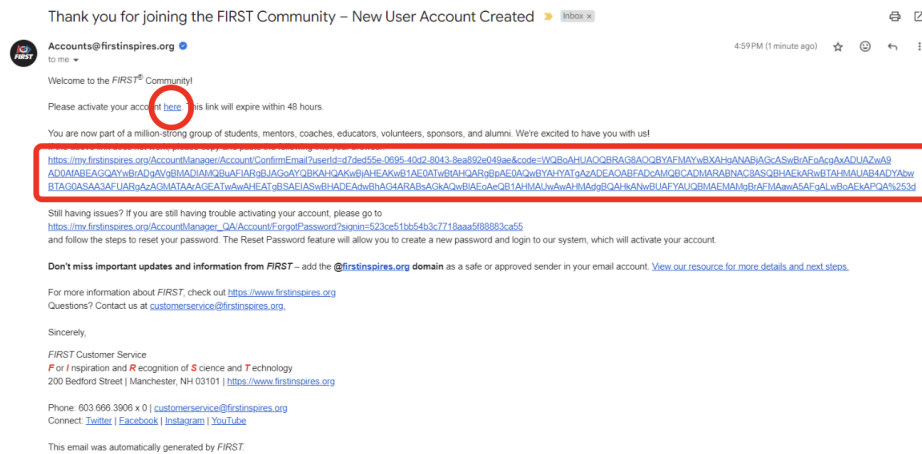 Thank you for joining the FIRST Community – New User Account Created
Inbox x
Accounts@firstinspires.org
4:59 PM (1 minute ago)
to me
FIRST
Welcome to the FIRST® Community!
Please activate your account here. This link will expire within 48 hours.
You are now part of a million-strong group of students, mentors, coaches, educators, volunteers, sponsors, and alumni. We're excited to have you with us!
https://my.firstinspires.org/AccountManager/Account/ConfirmEmail?userId=d7ded55e-0695-40d2-8043-8ea892e049ae&code=WQBoAHUAOQBRAG8AOQBYAFMAYwBXAHgANABjAGcASwBrAFoAcgAxADUAZwA9
AD0AfABEAGQAYwBrADgAVgBMADIAMQBuAFIARgBJAGoAYQBKAHQAKwBjAHEAKwB1AE0ATwBtAHQARgBpAE0AQwBYAHYATgAzADEAOABFADcAMQBCADMARABNAC8ASQBHAEkARwBTAHMAUAB4ADYAbw
BTAG0ASAA3AFUARgAzAGMATAArAGEATwAwAHEATgBSAEIASwBHADEAdwBhAG4ARABsAGkAQwBlAEoAeQB1AHMAUwAwAHMAdgBQAHkANwBUAFYAUQBMAEMAMgBrAFMAawA5AFgALwBoAEkAPQA%253d
Still having issues? If you are still having trouble activating your account, please go to
https://my.firstinspires.org/AccountManager_QA/Account/ForgotPassword?signin=523ce51bb54b3c7718aaa5f88883ca55
and follow the steps to reset your password. The Reset Password feature will allow you to create a new password and login to our system, which will activate your account.
Don't miss important updates and information from FIRST – add the @firstinspires.org domain as a safe or approved sender in your email account. View our resource for more details and next steps.
For more information about FIRST, check out https://www.firstinspires.org
Questions? Contact us at customerservice@firstinspires.org.
Sincerely,
FIRST Customer Service
F or I nspiration and R ecognition of S cience and T echnology
200 Bedford Street | Manchester, NH 03101 | https://www.firstinspires.org
Phone: 603.666.3906 x 0 | customerservice@firstinspires.org
Connect: Twitter | Facebook | Instagram | YouTube
This email was automatically generated by FIRST.